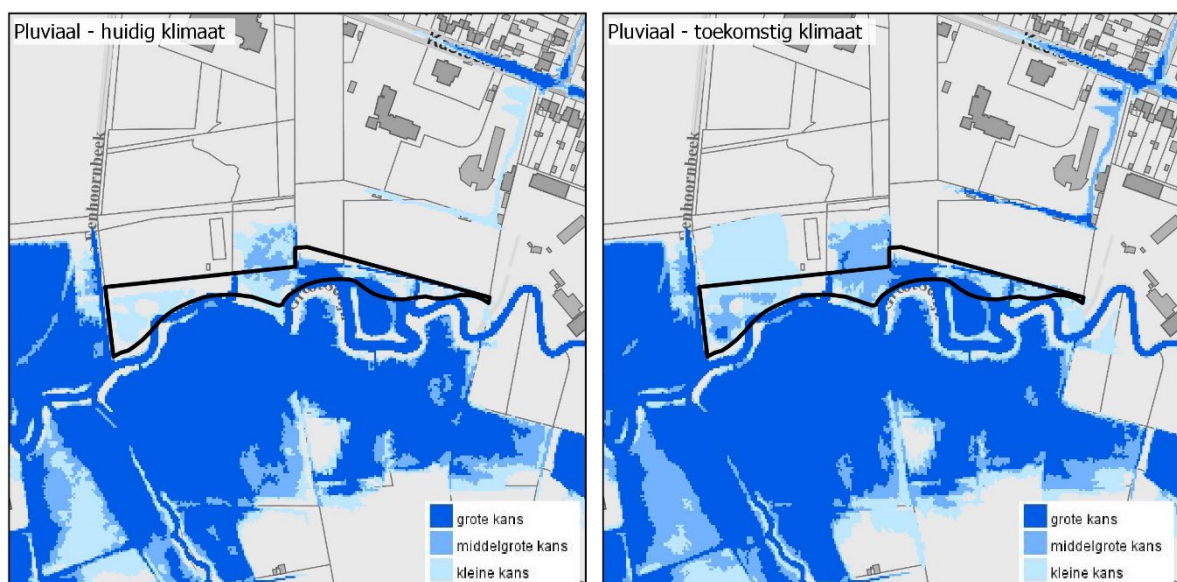 Pluviaal - huidig klimaat
grote kans
middelgrote kans
kleine kans
Pluviaal - toekomstig klimaat
grote kans
middelgrote kans
kleine kans